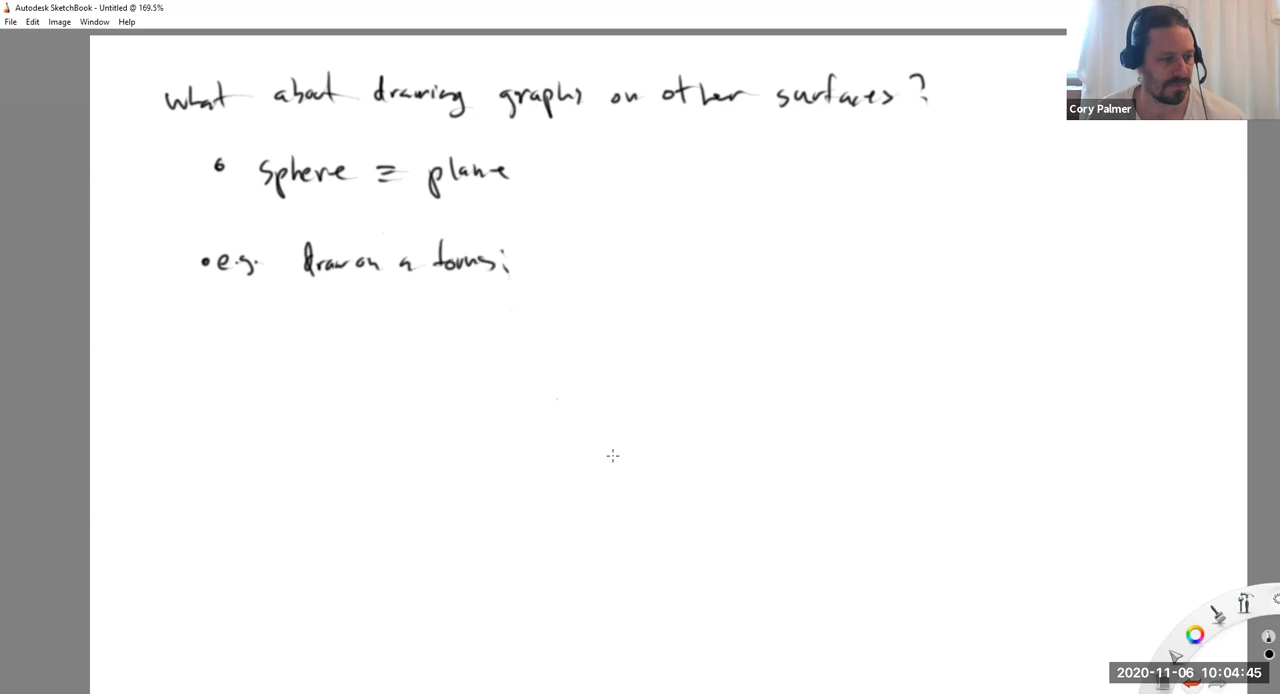 Autodesk SketchBook - Untitled @ 169.5%
File Edit Image Window Help
What about drawing graphs on other surfaces?
• sphere ≡ plane
• e.g. draw on a torus:
Cory Palmer
2020-11-06 10:04:45